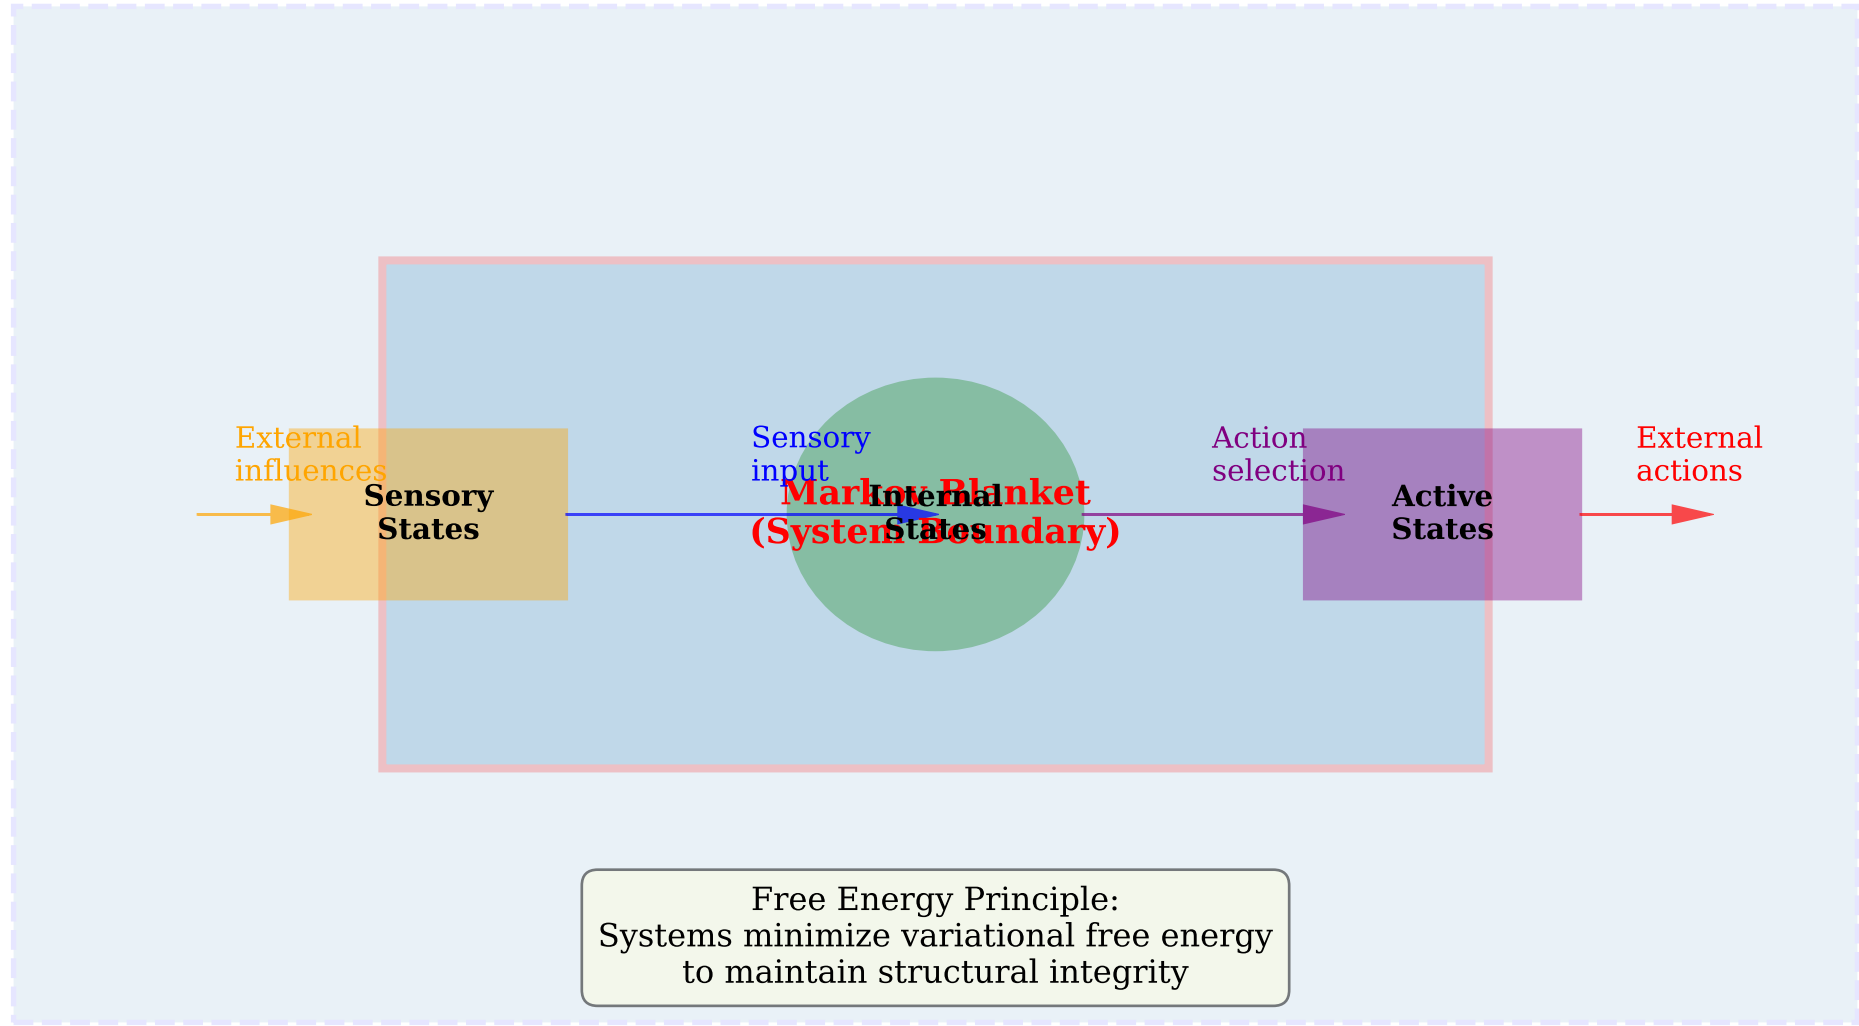 External
influences
Sensory
States
Sensory
input
Markov Blanket
(System Boundary)
Internal
States
Action
selection
Active
States
External
actions
Free Energy Principle:
Systems minimize variational free energy
to maintain structural integrity